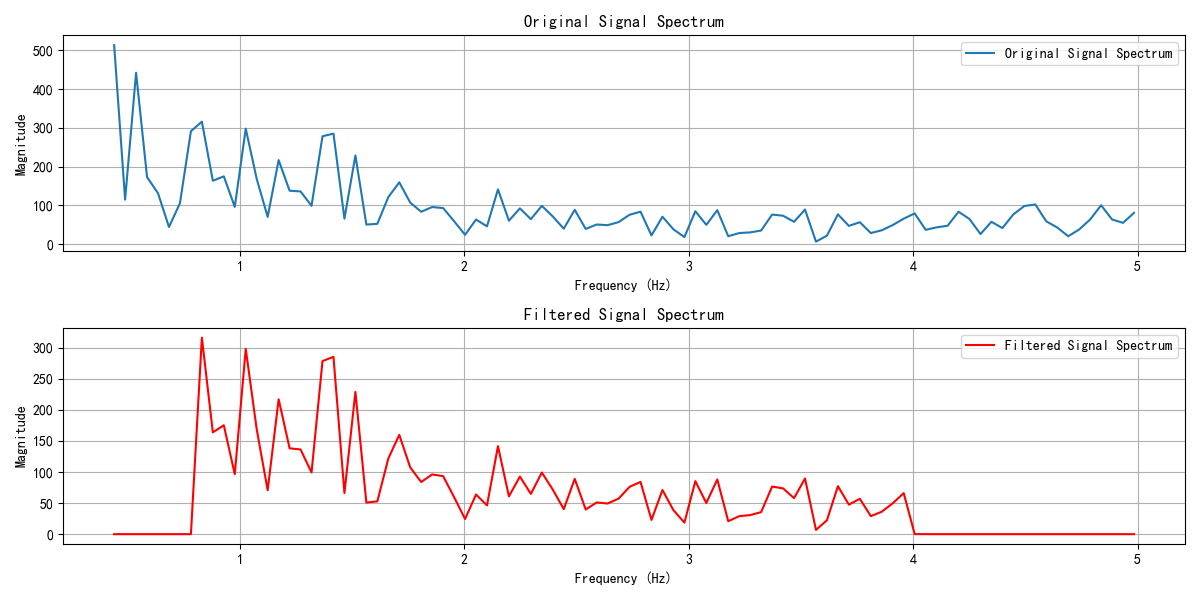 Original Signal Spectrum
Original Signal Spectrum
Magnitude
500
400
300
200
100
0
1
2
3
4
5
Frequency (Hz)
Filtered Signal Spectrum
Filtered Signal Spectrum
Magnitude
300
250
200
150
100
50
0
1
2
3
4
5
Frequency (Hz)